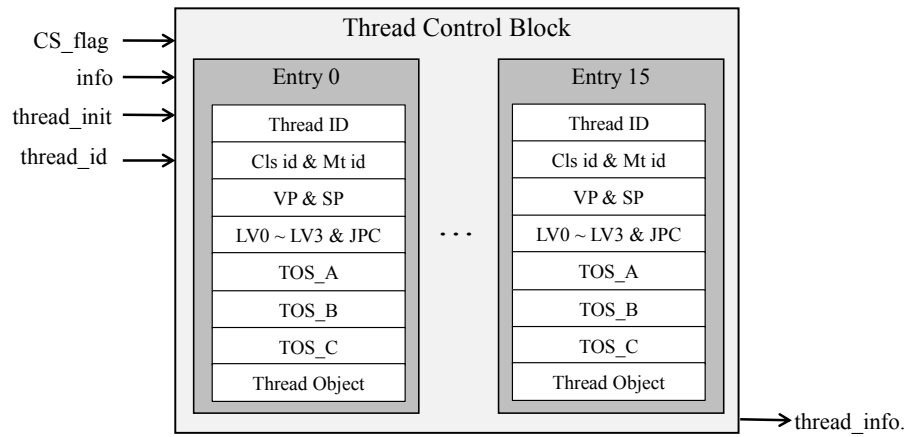 Thread Control Block
CS_flag
info
thread_init
thread_id
Entry 0
Thread ID
Cls id & Mt id
VP & SP
LV0 ~ LV3 & JPC
TOS_A
TOS_B
TOS_C
Thread Object
...
Entry 15
Thread ID
Cls id & Mt id
VP & SP
LV0 ~ LV3 & JPC
TOS_A
TOS_B
TOS_C
Thread Object
thread_info.